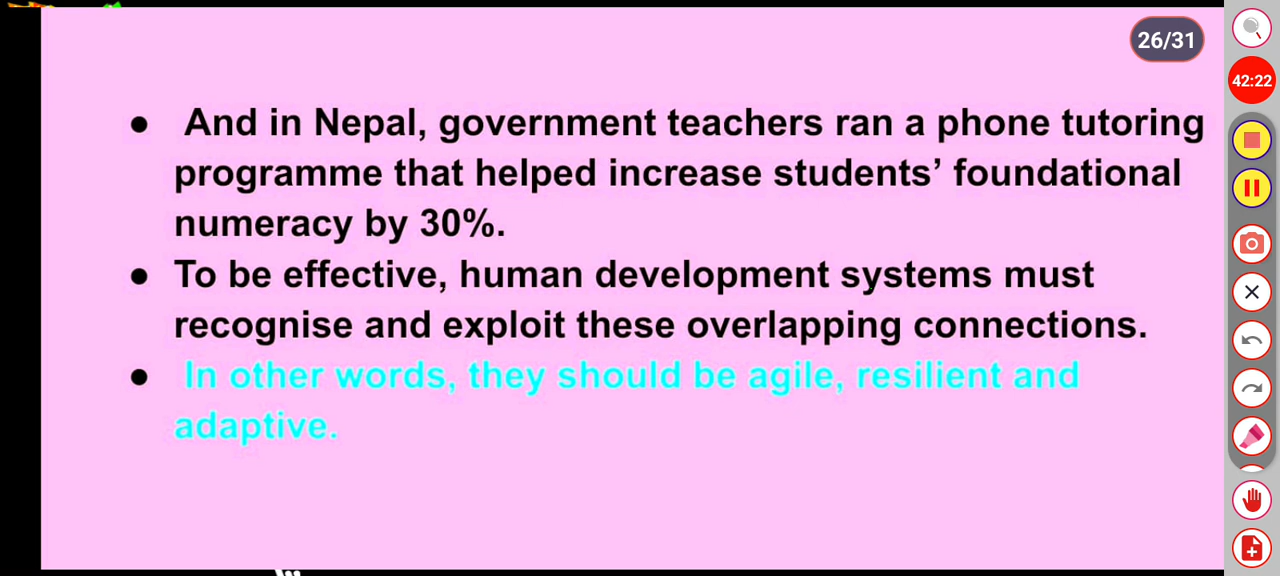 26/31
42:22
● And in Nepal, government teachers ran a phone tutoring
programme that helped increase students’ foundational
numeracy by 30%.
● To be effective, human development systems must
recognise and exploit these overlapping connections.
● In other words, they should be agile, resilient and
adaptive.